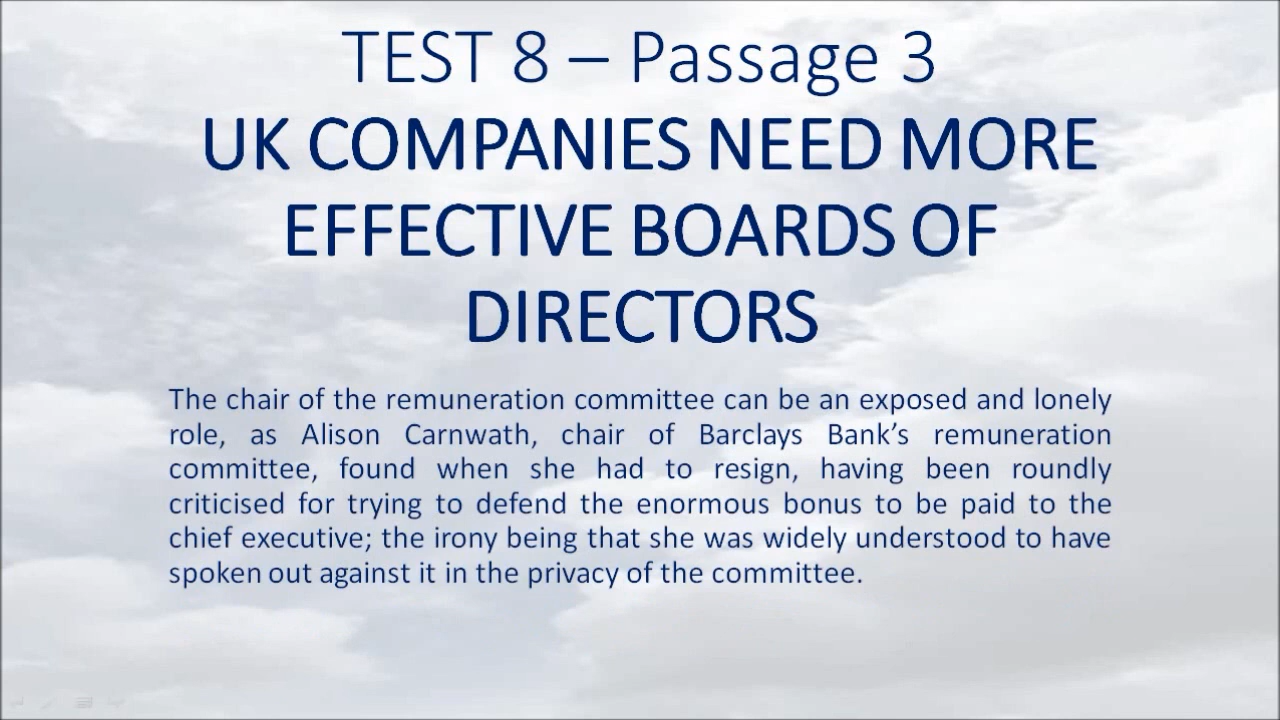 TEST 8 – Passage 3
UK COMPANIES NEED MORE
EFFECTIVE BOARDS OF
DIRECTORS
The chair of the remuneration committee can be an exposed and lonely
role, as Alison Carnwath, chair of Barclays Bank’s remuneration
committee, found when she had to resign, having been roundly
criticised for trying to defend the enormous bonus to be paid to the
chief executive; the irony being that she was widely understood to have
spoken out against it in the privacy of the committee.